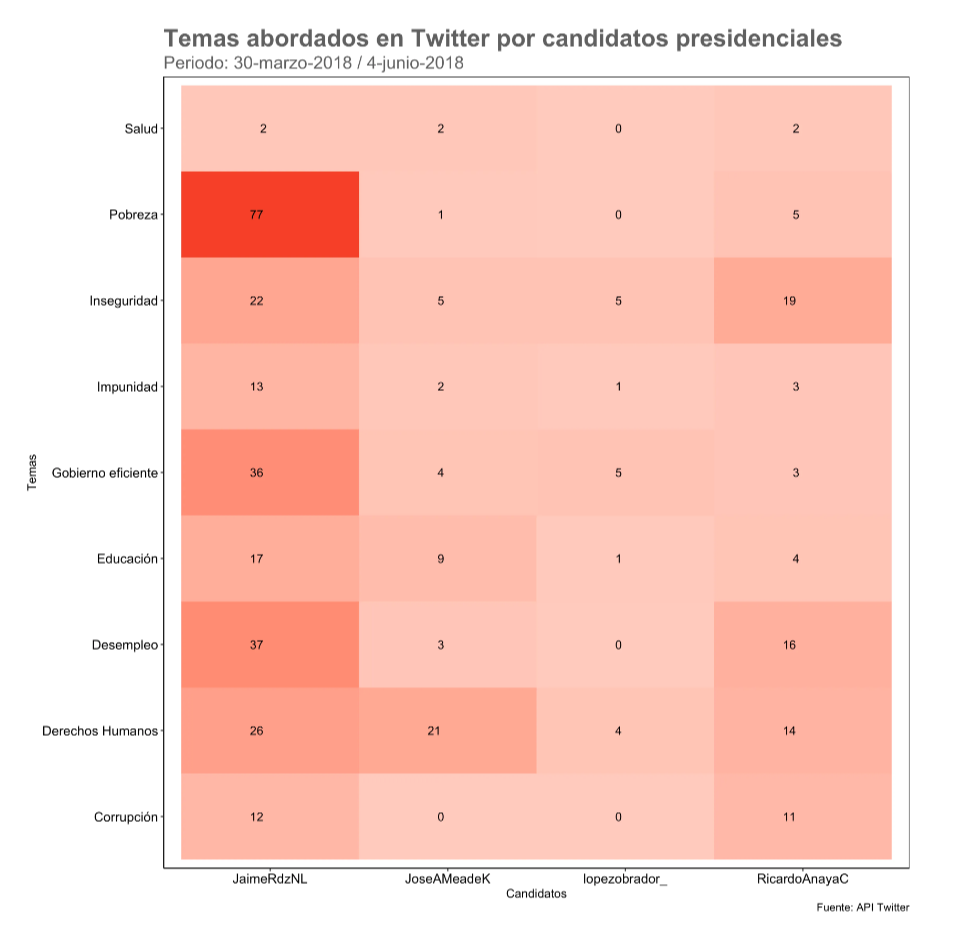 Temas abordados en Twitter por candidatos presidenciales
Periodo: 30-marzo-2018 / 4-junio-2018
Salud 2 2 0 2
Pobreza 77 1 0 5
Inseguridad 22 5 5 19
Impunidad 13 2 1 3
Temas
Gobierno eficiente 36 4 5 3
Educación 17 9 1 4
Desempleo 37 3 0 16
Derechos Humanos 26 21 4 14
Corrupción 12 0 0 11
JaimeRdzNL JoseAMeadeK lopezobrador_ RicardoAnayaC
Candidatos
Fuente: API Twitter